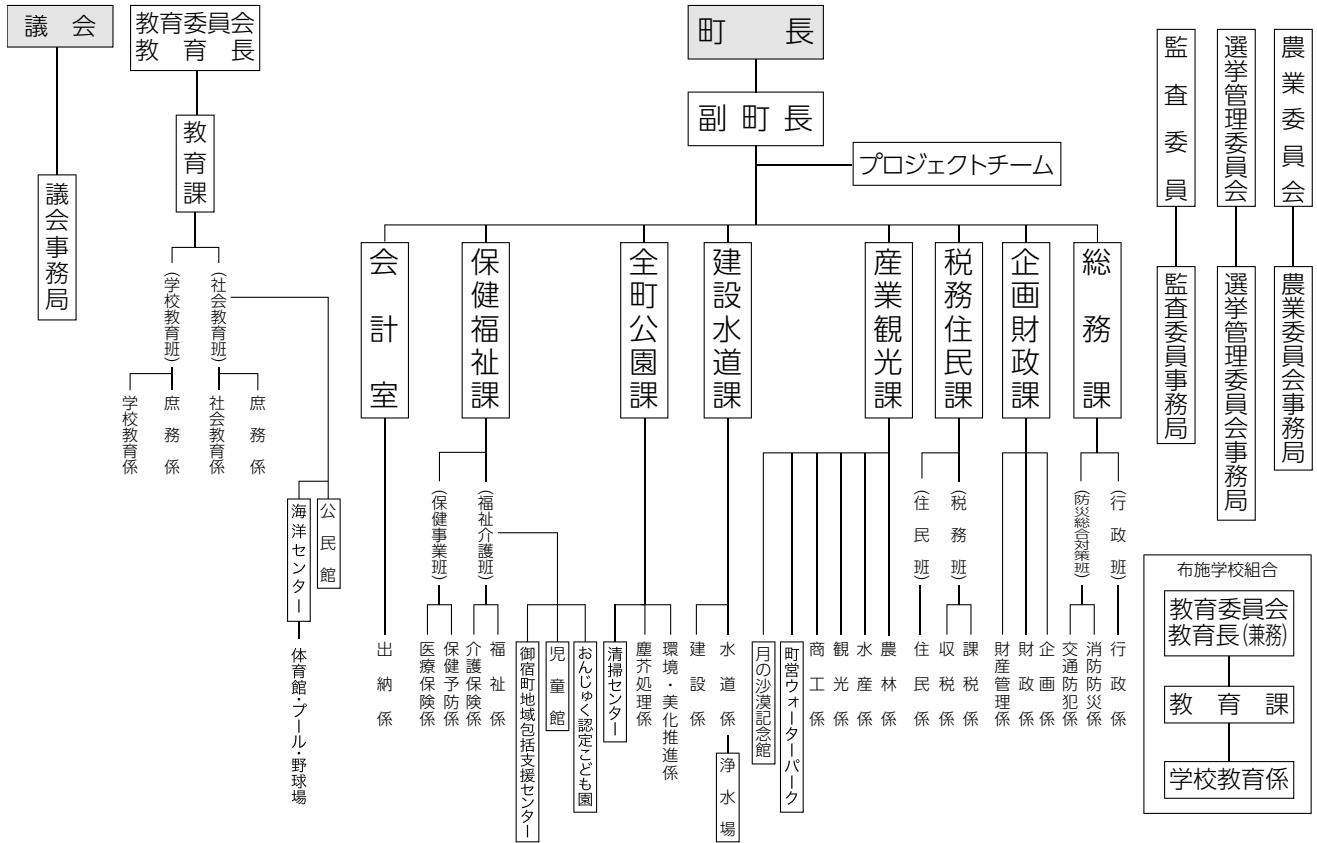 議会
議会事務局
教育委員会
教育長
教育課
(学校教育班)
(社会教育班)
学校教育係
庶務係
社会教育係
庶務係
海洋センター
公民館
体育館・プール・野球場
町長
副町長
プロジェクトチーム
会計室
保健福祉課
全町公園課
建設水道課
産業観光課
税務住民課
企画財政課
総務課
出納係
(保健事業班)
(福祉介護班)
医療保険係
保健予防係
介護保険係
福祉係
御宿町地域包括支援センター
児童館
おんじゅく認定こども園
清掃センター
塵芥処理係
環境・美化推進係
建設係
水道係
浄水場
月の沙漠記念館
町営ウォーターパーク
商工係
観光係
水産係
農林係
(住民班)
(税務班)
住民係
収税係
課税係
財産管理係
財政係
企画係
(防災総合対策班)
(行政班)
交通防犯係
消防防災係
行政係
監査委員
監査委員事務局
選挙管理委員会
選挙管理委員会事務局
農業委員会
農業委員会事務局
布施学校組合
教育委員会
教育長(兼務)
教育課
学校教育係